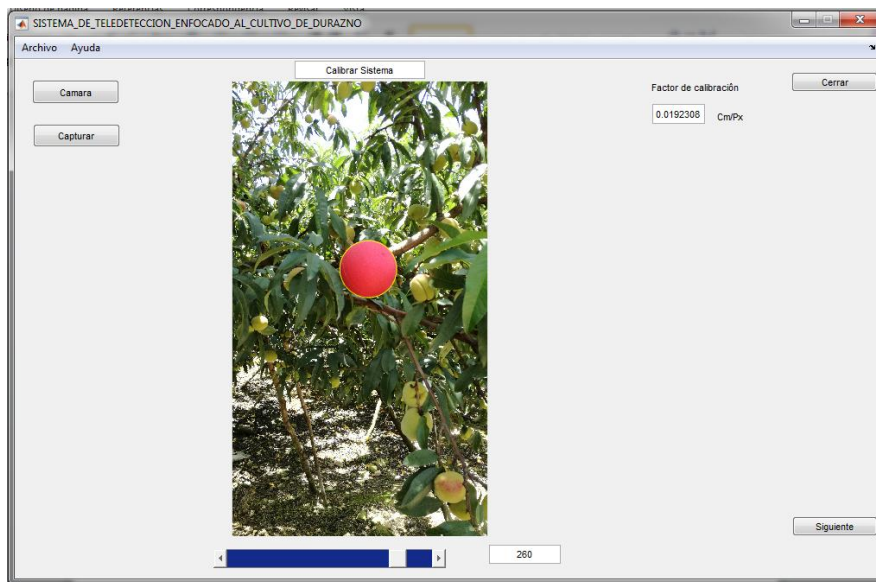 SISTEMA_DE_TELEDETECCION_ENFOCADO_AL_CULTIVO_DE_DURAZNO
Archivo Ayuda
Calibrar Sistema
Camara
Capturar
Factor de calibración
0.0192308 Cm/Px
Cerrar
Siguiente
260